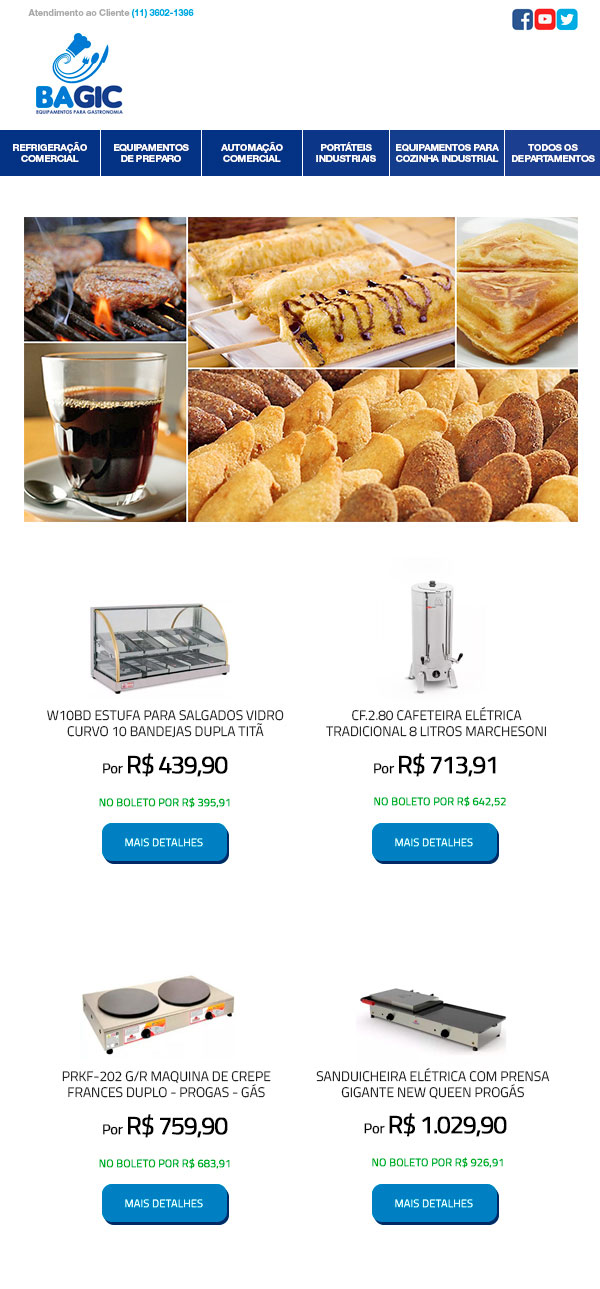 Atendimento ao Cliente (11) 3602-1396
BAGIC
EQUIPAMENTOS PARA GASTRONOMIA
REFRIGERAÇÃO
COMERCIAL
EQUIPAMENTOS
DE PREPARO
AUTOMAÇÃO
COMERCIAL
PORTÁTEIS
INDUSTRIAIS
EQUIPAMENTOS PARA
COZINHA INDUSTRIAL
TODOS OS
DEPARTAMENTOS
W10BD ESTUFA PARA SALGADOS VIDRO
CURVO 10 BANDEJAS DUPLA TITÃ
Por R$ 439,90
NO BOLETO POR R$ 395,91
MAIS DETALHES
CF.2.80 CAFETEIRA ELÉTRICA
TRADICIONAL 8 LITROS MARCHESONI
Por R$ 713,91
NO BOLETO POR R$ 642,52
MAIS DETALHES
PRKF-202 G/R MAQUINA DE CREPE
FRANCES DUPLO - PROGAS - GÁS
Por R$ 759,90
NO BOLETO POR R$ 683,91
MAIS DETALHES
SANDUICHEIRA ELÉTRICA COM PRENSA
GIGANTE NEW QUEEN PROGÁS
Por R$ 1.029,90
NO BOLETO POR R$ 926,91
MAIS DETALHES